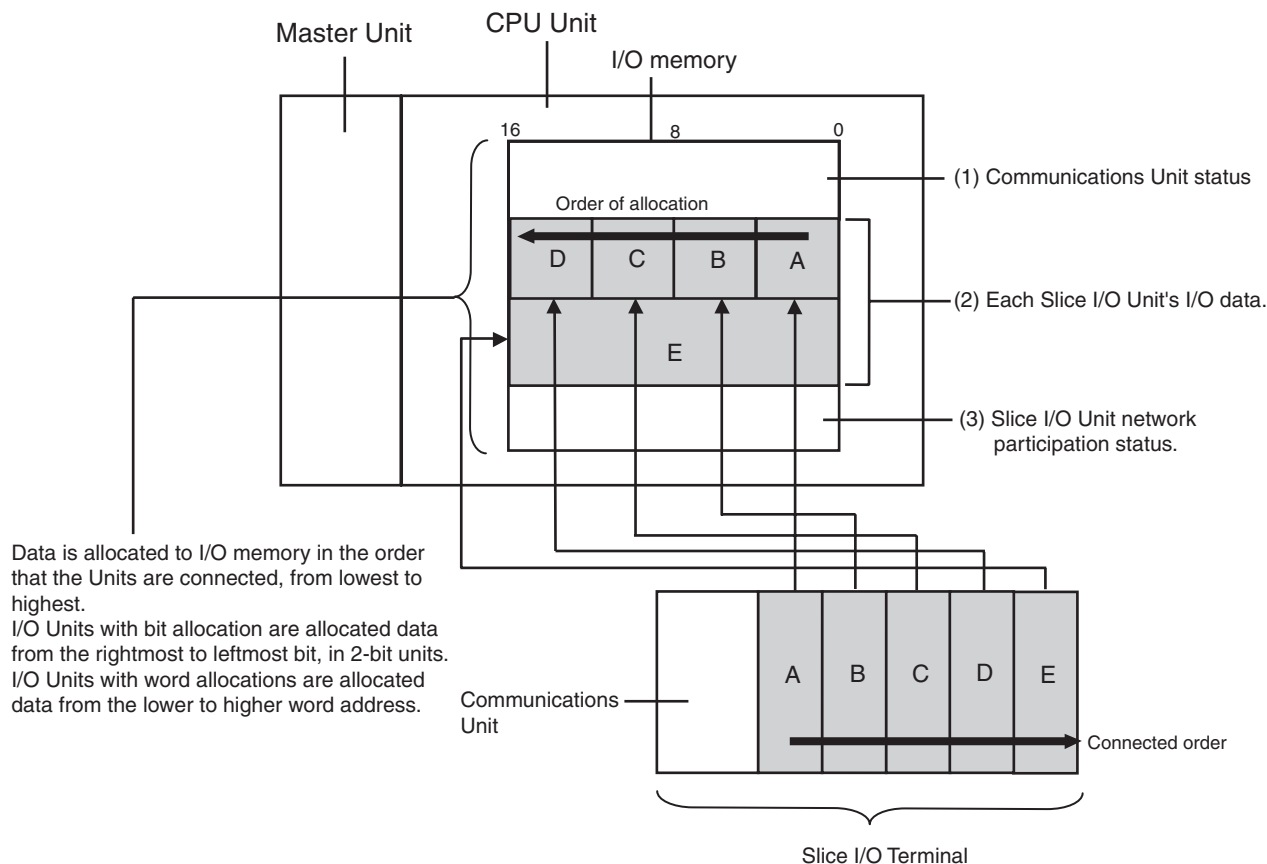 Master Unit
CPU Unit
I/O memory
16
8
0
(1) Communications Unit status
Order of allocation
D
C
B
A
(2) Each Slice I/O Unit's I/O data.
E
(3) Slice I/O Unit network
participation status.
Data is allocated to I/O memory in the order
that the Units are connected, from lowest to
highest.
I/O Units with bit allocation are allocated data
from the rightmost to leftmost bit, in 2-bit units.
I/O Units with word allocations are allocated
data from the lower to higher word address.
Communications
Unit
A
B
C
D
E
Connected order
Slice I/O Terminal